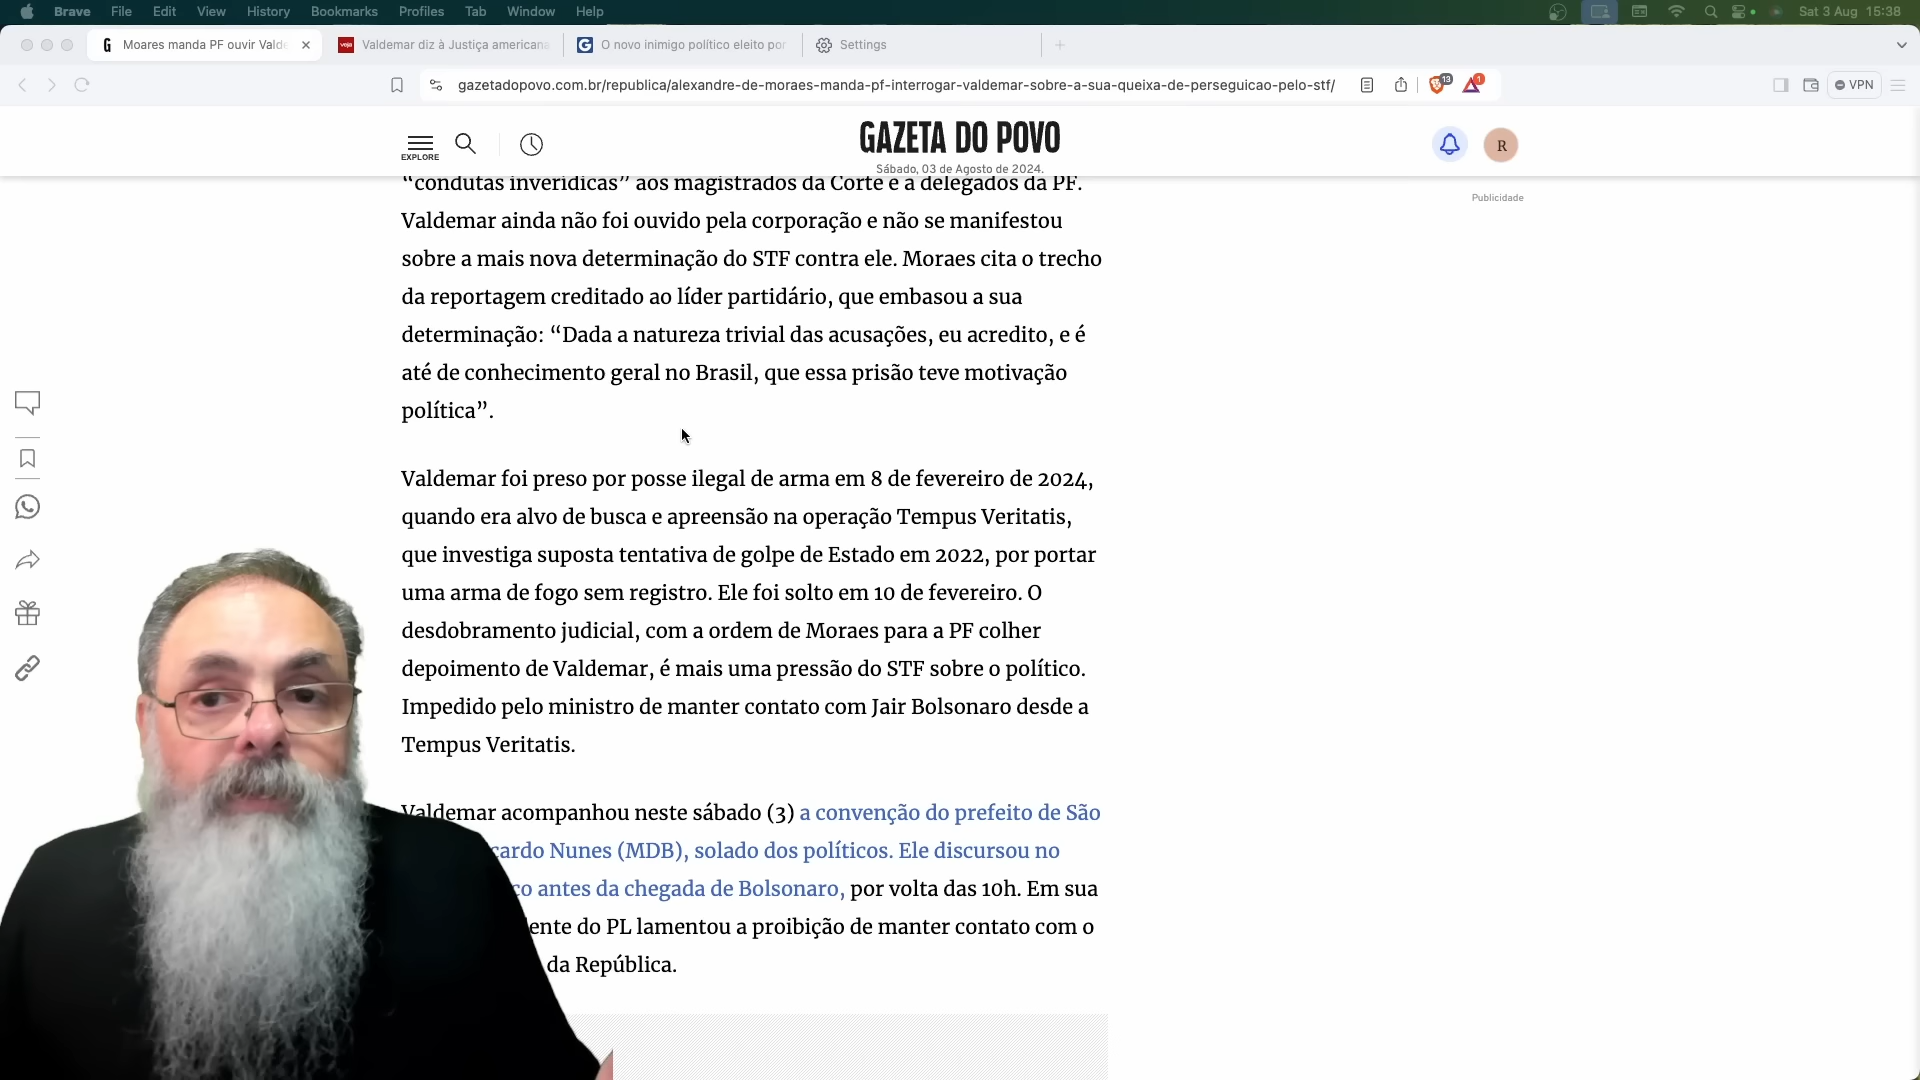 Brave File Edit View History Bookmarks Profiles Tab Window Help Sat 3 Aug 15:38
G Moares manda PF ouvir Valde
veja Valdemar diz à Justiça americana
G O novo inimigo político eleito por
Settings
gazetadopovo.com.br/republica/alexandre-de-moraes-manda-pf-interrogar-valdemar-sobre-a-sua-queixa-de-perseguicao-pelo-stf/
13
1
VPN
EXPLORE
GAZETA DO POVO
Sábado, 03 de Agosto de 2024.
R
Publicidade
“condutas inverídicas” aos magistrados da Corte e a delegados da PF.
Valdemar ainda não foi ouvido pela corporação e não se manifestou
sobre a mais nova determinação do STF contra ele. Moraes cita o trecho
da reportagem creditado ao líder partidário, que embasou a sua
determinação: “Dada a natureza trivial das acusações, eu acredito, e é
até de conhecimento geral no Brasil, que essa prisão teve motivação
política”.
Valdemar foi preso por posse ilegal de arma em 8 de fevereiro de 2024,
quando era alvo de busca e apreensão na operação Tempus Veritatis,
que investiga suposta tentativa de golpe de Estado em 2022, por portar
uma arma de fogo sem registro. Ele foi solto em 10 de fevereiro. O
desdobramento judicial, com a ordem de Moraes para a PF colher
depoimento de Valdemar, é mais uma pressão do STF sobre o político.
Impedido pelo ministro de manter contato com Jair Bolsonaro desde a
Tempus Veritatis.
Valdemar acompanhou neste sábado (3) a convenção do prefeito de São
cardo Nunes (MDB), solado dos políticos. Ele discursou no
co antes da chegada de Bolsonaro, por volta das 10h. Em sua
ente do PL lamentou a proibição de manter contato com o
da República.